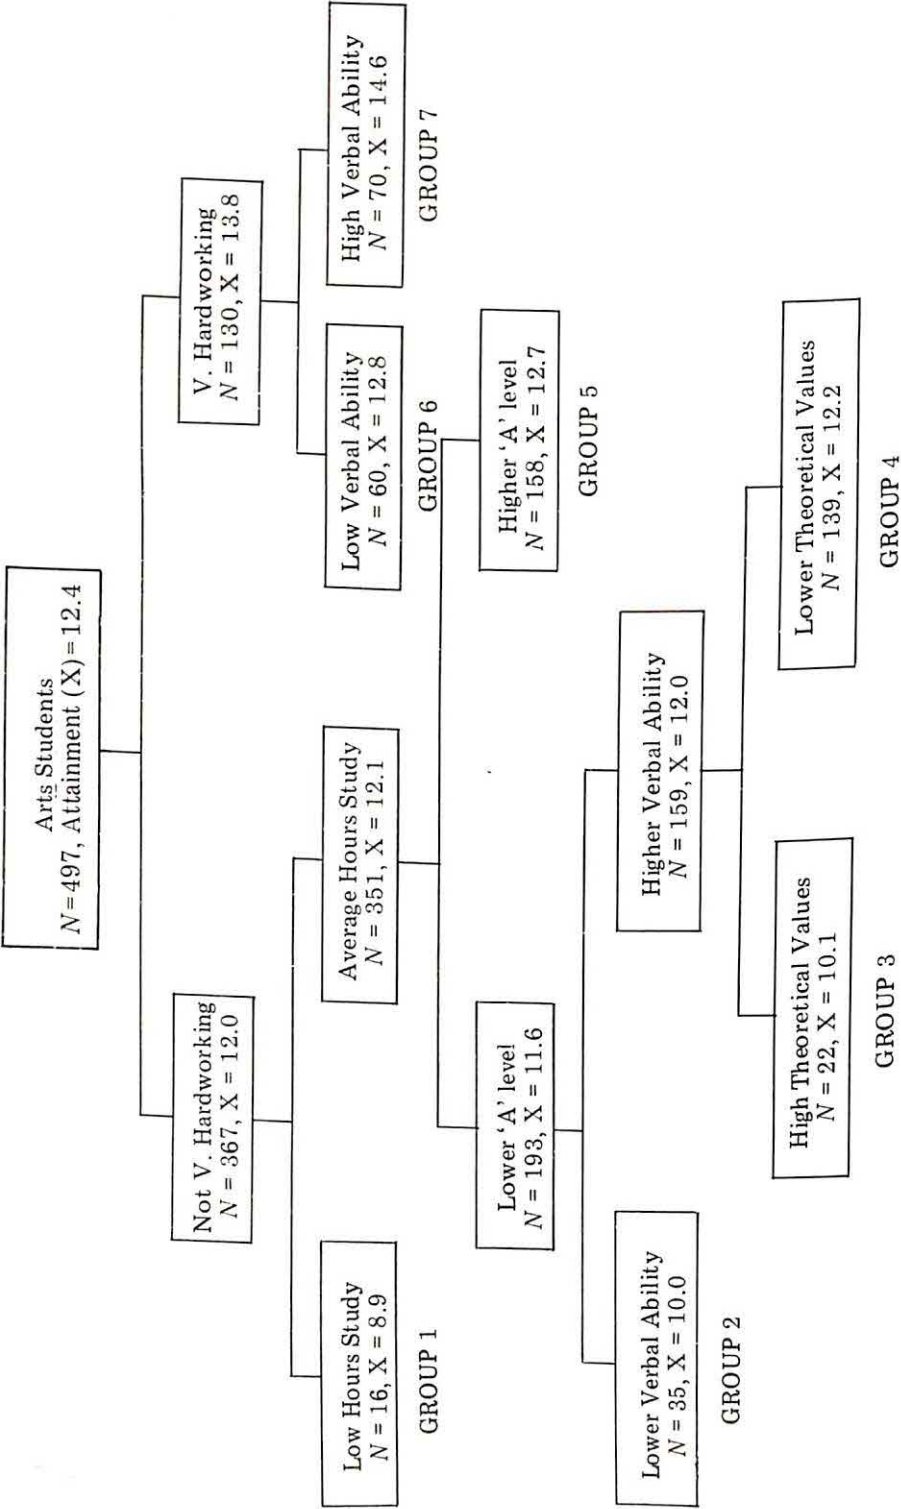 Arts Students
N=497, Attainment (X)=12.4
Not V. Hardworking
N = 367, X = 12.0
V. Hardworking
N = 130, X = 13.8
Low Hours Study
N = 16, X = 8.9
GROUP 1
Average Hours Study
N = 351, X = 12.1
Low Verbal Ability
N = 60, X = 12.8
GROUP 6
High Verbal Ability
N = 70, X = 14.6
GROUP 7
Lower 'A' level
N = 193, X = 11.6
Higher 'A' level
N = 158, X = 12.7
GROUP 5
Lower Verbal Ability
N = 35, X = 10.0
GROUP 2
Higher Verbal Ability
N = 159, X = 12.0
High Theoretical Values
N = 22, X = 10.1
GROUP 3
Lower Theoretical Values
N = 139, X = 12.2
GROUP 4